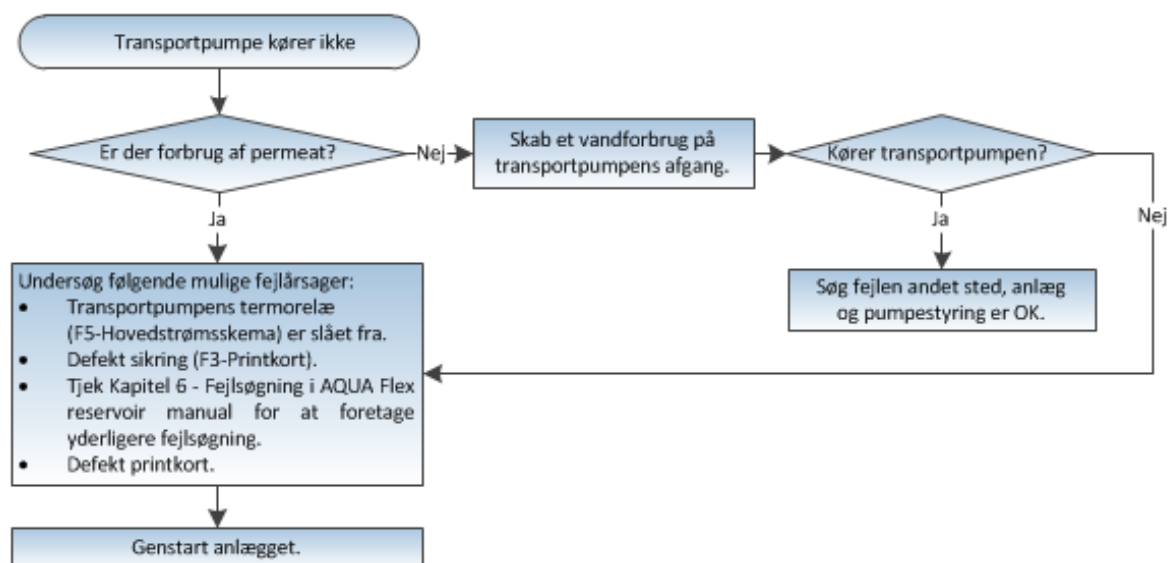 Transportpumpe kører ikke
Er der forbrug af permeat?
Nej
Skab et vandforbrug på
transportpumpens afgang.
Kører transportpumpen?
Nej
Ja
Ja
Søg fejlen andet sted, anlæg
og pumpestyring er OK.
Undersøg følgende mulige fejlårsager:
• Transportpumpens termorelæ
(F5-Hovedstrømsskema) er slået fra.
• Defekt sikring (F3-Printkort).
• Tjek Kapitel 6 - Fejlsøgning i AQUA Flex
reservoir manual for at foretage
yderligere fejlsøgning.
• Defekt printkort.
Genstart anlægget.